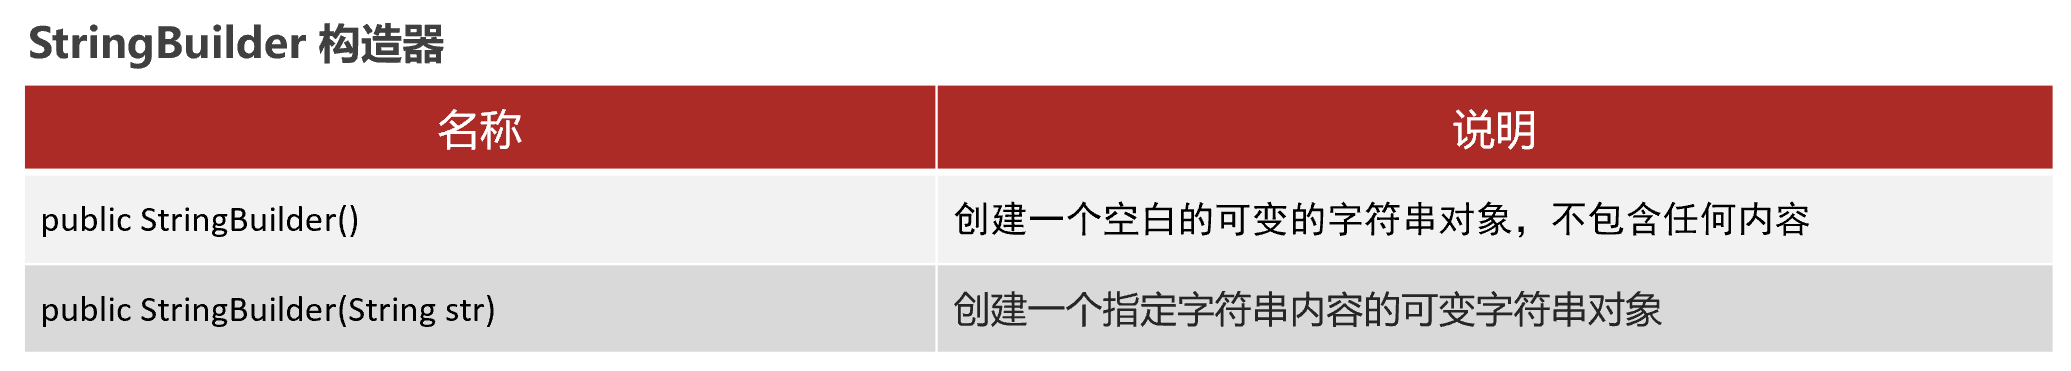 StringBuilder 构造器
名称
说明
public StringBuilder()
创建一个空白的可变的字符串对象，不包含任何内容
public StringBuilder(String str)
创建一个指定字符串内容的可变字符串对象